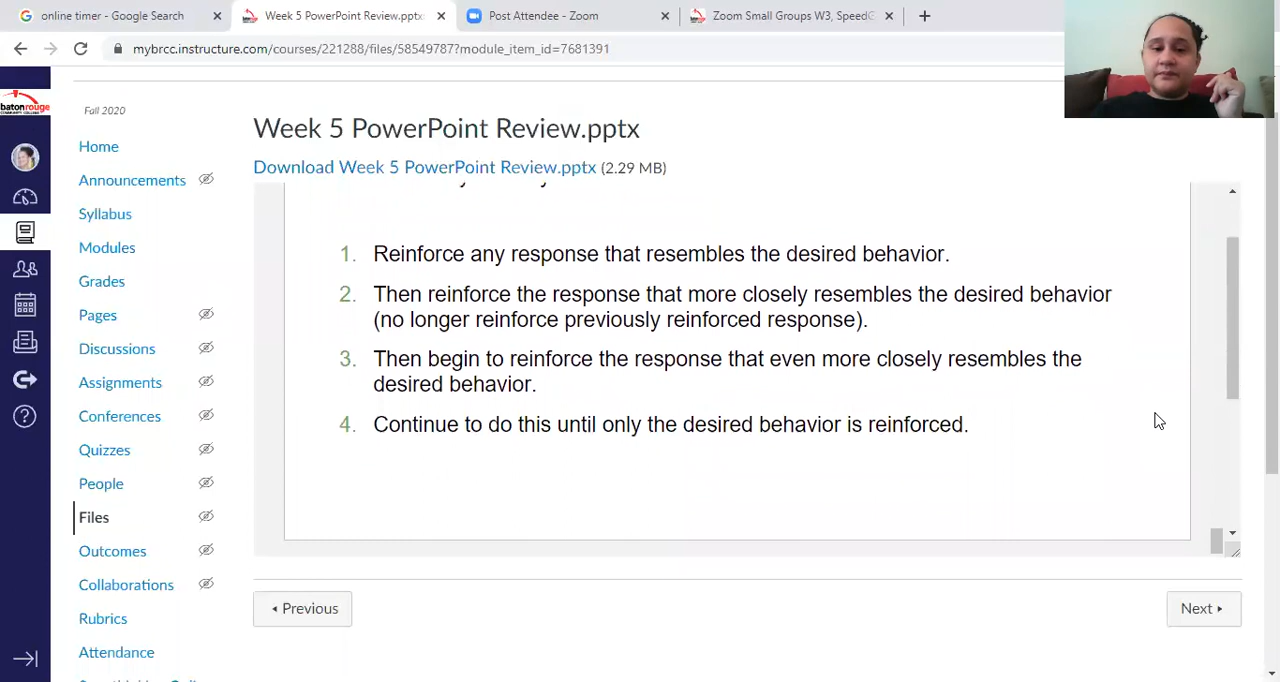 online timer - Google Search
Week 5 PowerPoint Review.pptx
Post Attendee - Zoom
Zoom Small Groups W3, SpeedG
mybrcc.instructure.com/courses/221288/files/58549787?module_item_id=7681391
batonrouge
COMMUNITY COLLEGE
Fall 2020
Home
Announcements
Syllabus
Modules
Grades
Pages
Discussions
Assignments
Conferences
Quizzes
People
Files
Outcomes
Collaborations
Rubrics
Attendance
Week 5 PowerPoint Review.pptx
Download Week 5 PowerPoint Review.pptx (2.29 MB)
1. Reinforce any response that resembles the desired behavior.
2. Then reinforce the response that more closely resembles the desired behavior
(no longer reinforce previously reinforced response).
3. Then begin to reinforce the response that even more closely resembles the
desired behavior.
4. Continue to do this until only the desired behavior is reinforced.
Previous
Next